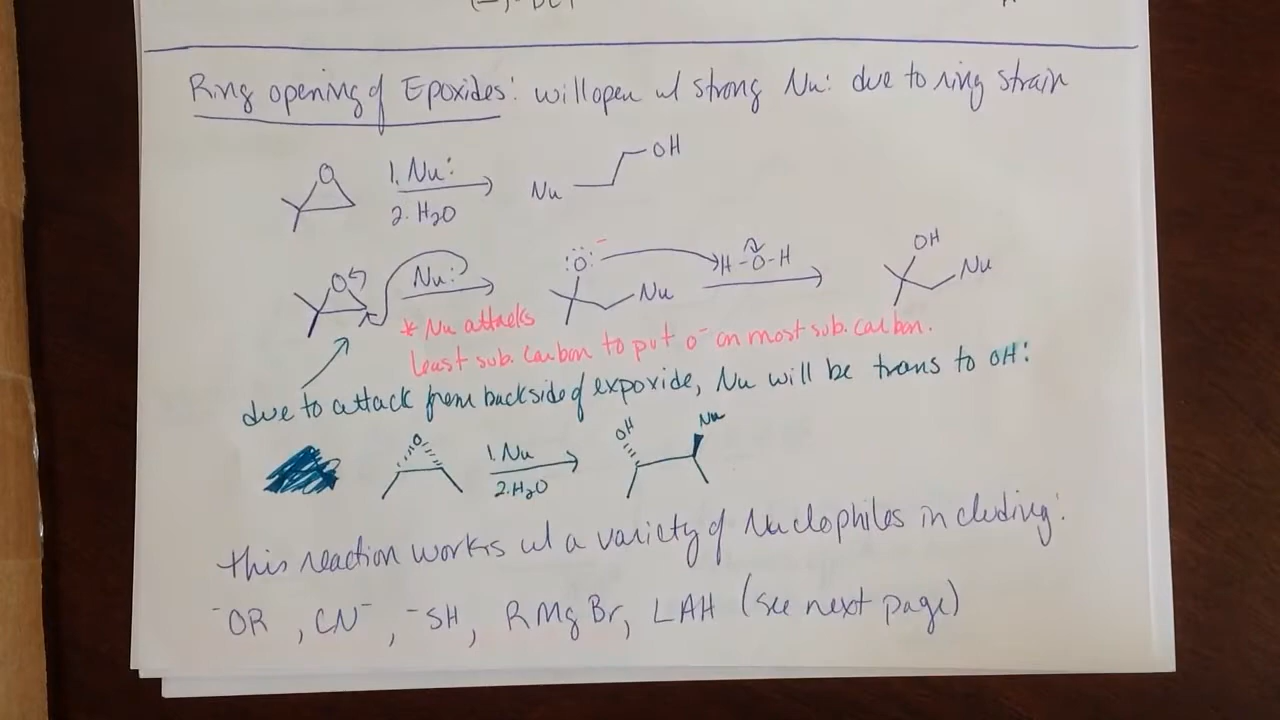 Ring opening of Epoxides: will open w/ strong Nu: due to ring strain
O 1. Nu: Nu OH
2. H2O
O Nu: :Ö:⁻ Nu H-O-H OH Nu
* Nu attacks
least sub. carbon to put O⁻ on most sub. carbon.
due to attack from backside of expoxide, Nu will be trans to OH:
O 1. Nu OH Nu
2. H2O
this reaction works w/ a variety of Nuclophiles including:
⁻OR, CN⁻, ⁻SH, RMgBr, LAH (see next page)